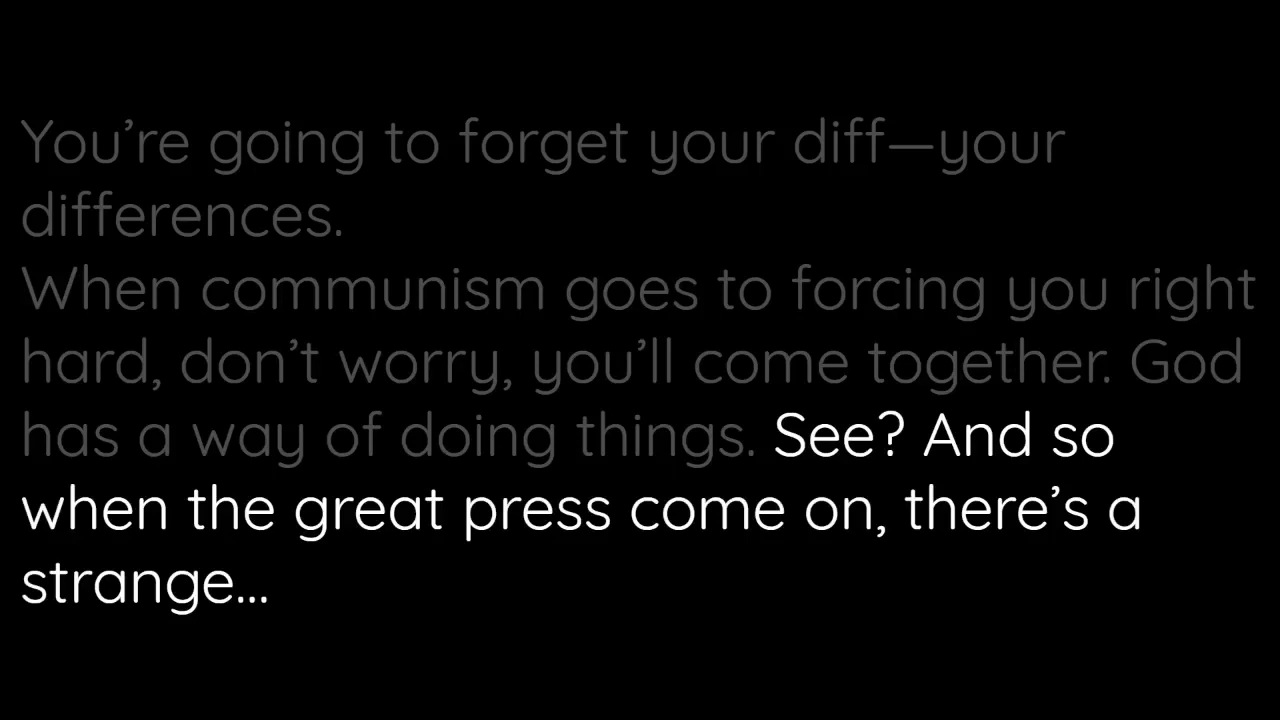 You’re going to forget your diff—your
differences.
When communism goes to forcing you right
hard, don’t worry, you’ll come together. God
has a way of doing things. See? And so
when the great press come on, there’s a
strange...